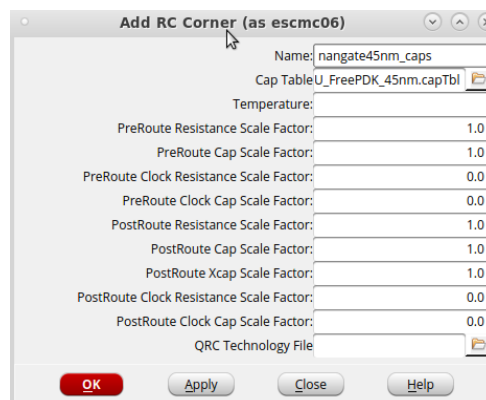 Add RC Corner (as escmc06)
Name: nangate45nm_caps
Cap Table U_FreePDK_45nm.capTbl
Temperature:
PreRoute Resistance Scale Factor: 1.0
PreRoute Cap Scale Factor: 1.0
PreRoute Clock Resistance Scale Factor: 0.0
PreRoute Clock Cap Scale Factor: 0.0
PostRoute Resistance Scale Factor: 1.0
PostRoute Cap Scale Factor: 1.0
PostRoute Xcap Scale Factor: 1.0
PostRoute Clock Resistance Scale Factor: 0.0
PostRoute Clock Cap Scale Factor: 0.0
QRC Technology File
OK Apply Close Help